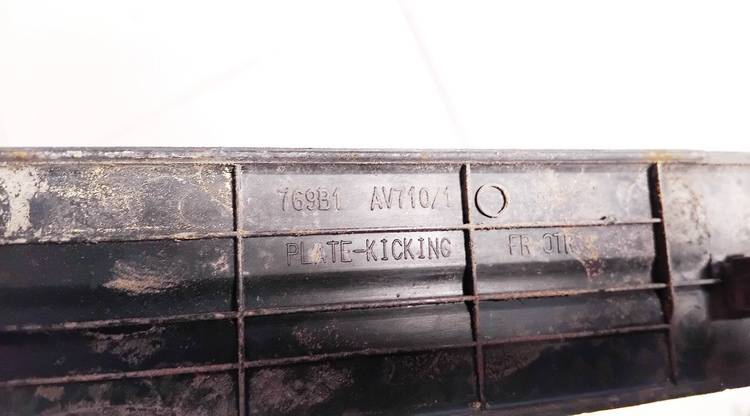 769B1 AV710/1
PLATE-KICKING FR OTR